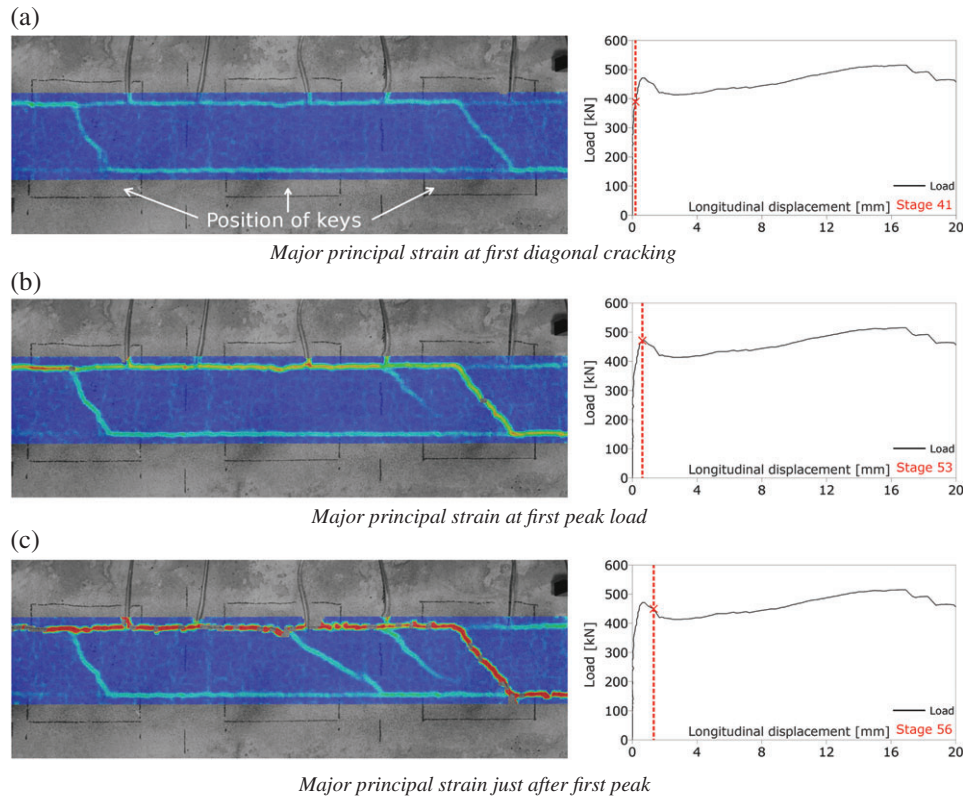 (a)
Position of keys
600
500
400
300
200
100
0
Load [kN]
Load
Longitudinal displacement [mm] Stage 41
0 4 8 12 16 20
Major principal strain at first diagonal cracking
(b)
600
500
400
300
200
100
0
Load [kN]
Load
Longitudinal displacement [mm] Stage 53
0 4 8 12 16 20
Major principal strain at first peak load
(c)
600
500
400
300
200
100
0
Load [kN]
Load
Longitudinal displacement [mm] Stage 56
0 4 8 12 16 20
Major principal strain just after first peak